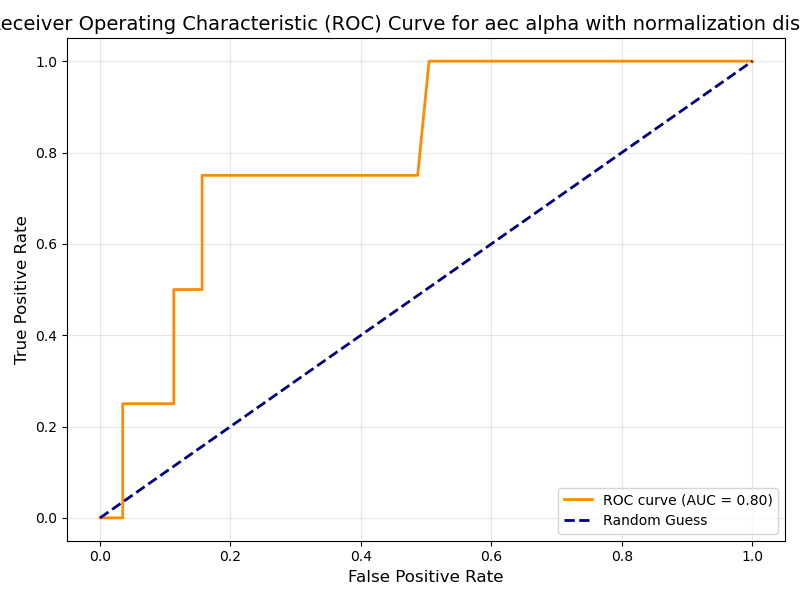 eceiver Operating Characteristic (ROC) Curve for aec alpha with normalization dis
1.0
0.8
0.6
0.4
0.2
0.0
True Positive Rate
0.0 0.2 0.4 0.6 0.8 1.0
False Positive Rate
ROC curve (AUC = 0.80)
Random Guess